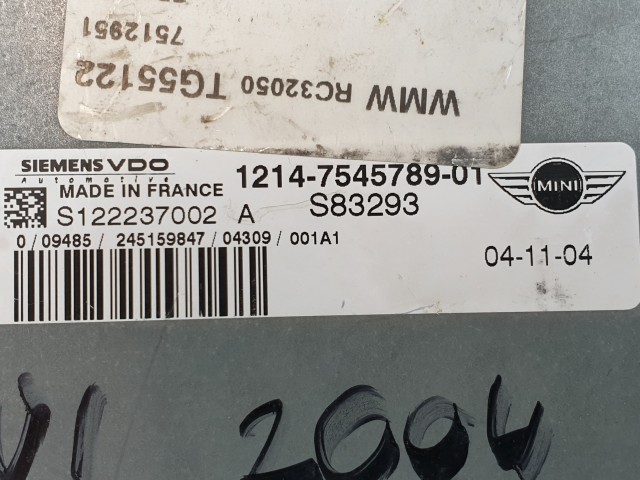 WMW RC32050 TG55122
7512951
SIEMENS VDO
Automotive
MADE IN FRANCE
1214-7545789-01
MINI
S122237002 A
S83293
0/09485/245159847/04309/001A1
04-11-04
2004